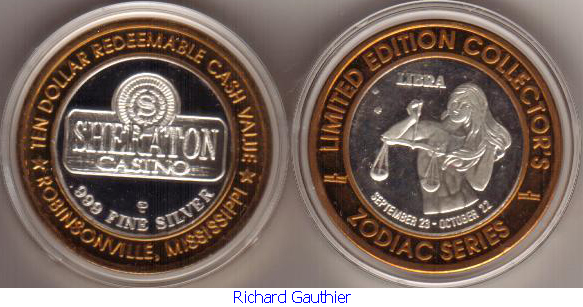 TEN DOLLAR REDEEMABLE CASH VALUE
S
SHERATON
CASINO
.999 FINE SILVER
e
★ ROBINSONVILLE, MISSISSIPPI ★
LIMITED EDITION COLLECTOR'S
LIBRA
SEPTEMBER 23 - OCTOBER 22
ZODIAC SERIES
Richard Gauthier